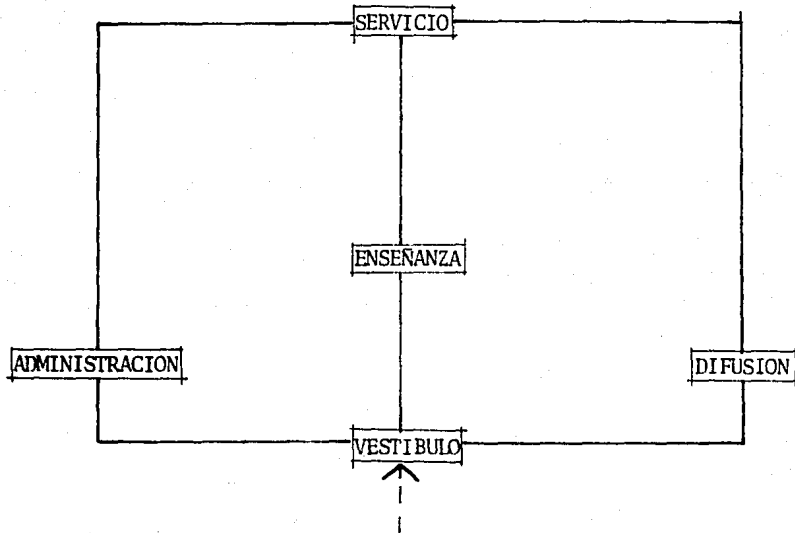 SERVICIO
ENSEÑANZA
ADMINISTRACION
DIFUSION
VESTIBULO